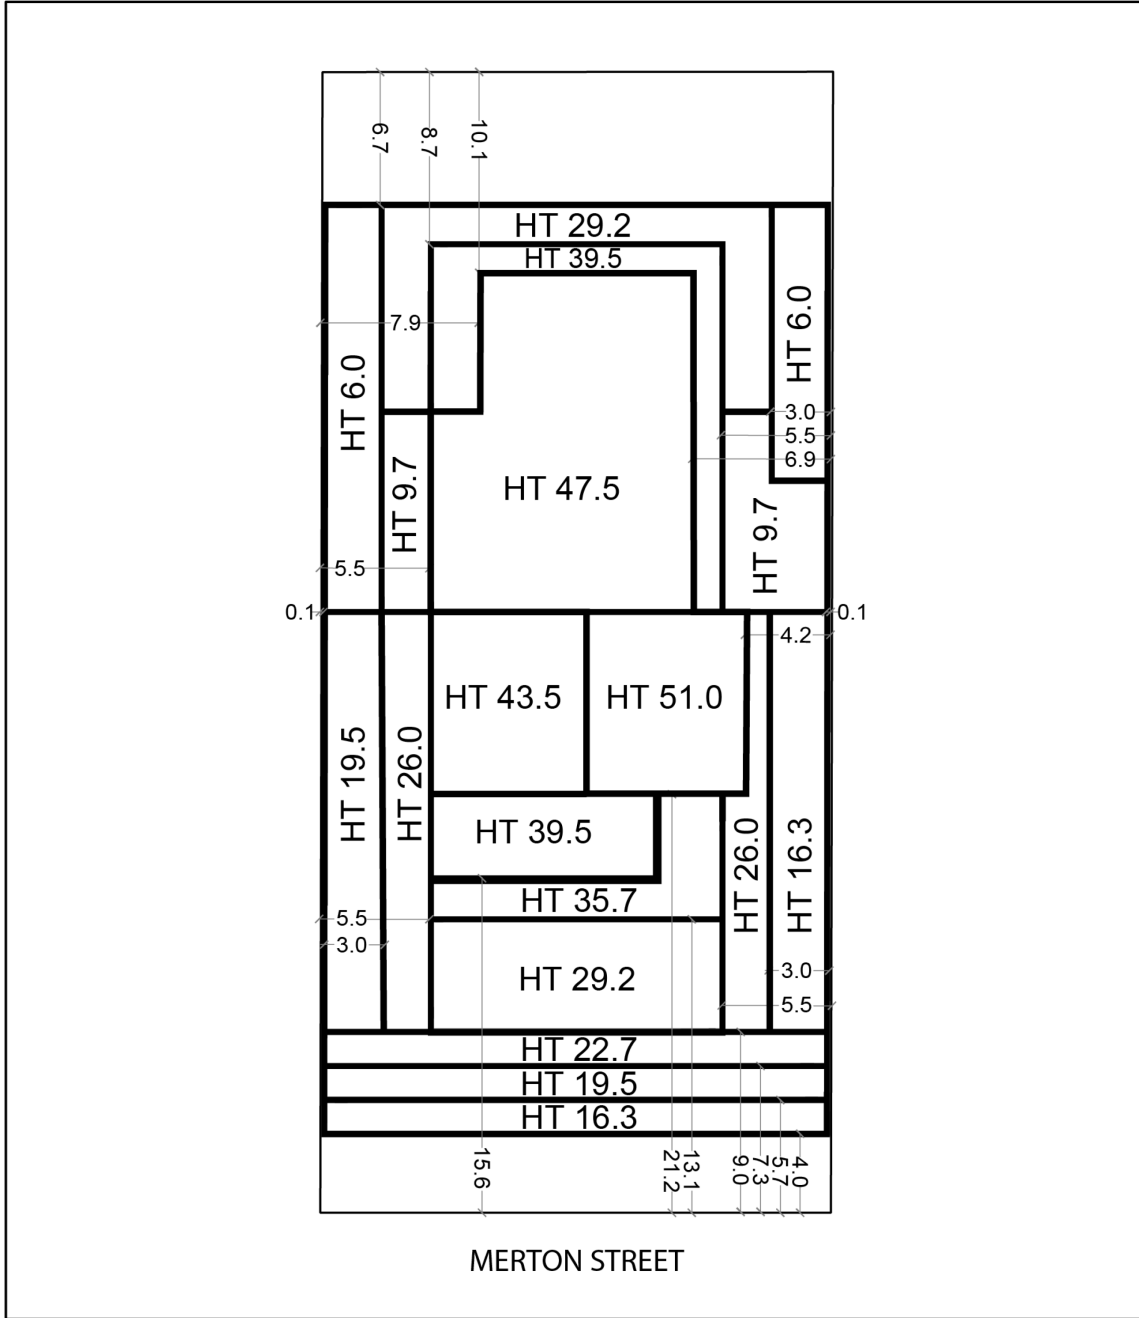 6.7
8.7
10.1
HT 29.2
HT 39.5
HT 6.0
7.9
HT 6.0
3.0
5.5
6.9
HT 9.7
HT 47.5
HT 9.7
5.5
0.1
0.1
4.2
HT 43.5
HT 51.0
HT 19.5
HT 26.0
HT 39.5
HT 26.0
HT 16.3
HT 35.7
5.5
3.0
HT 29.2
3.0
5.5
HT 22.7
HT 19.5
HT 16.3
15.6
21.2
13.1
9.0
7.3
5.7
4.0
MERTON STREET